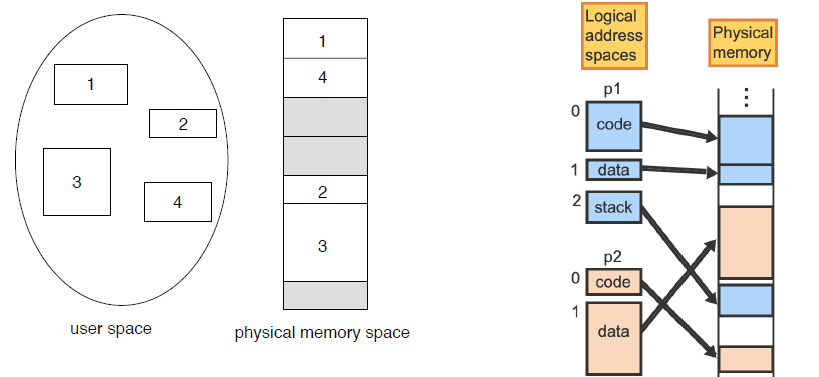 1
2
3
4
user space
1
4
2
3
physical memory space
Logical
address
spaces
Physical
memory
p1
0
code
1
data
2
stack
p2
0
code
1
data